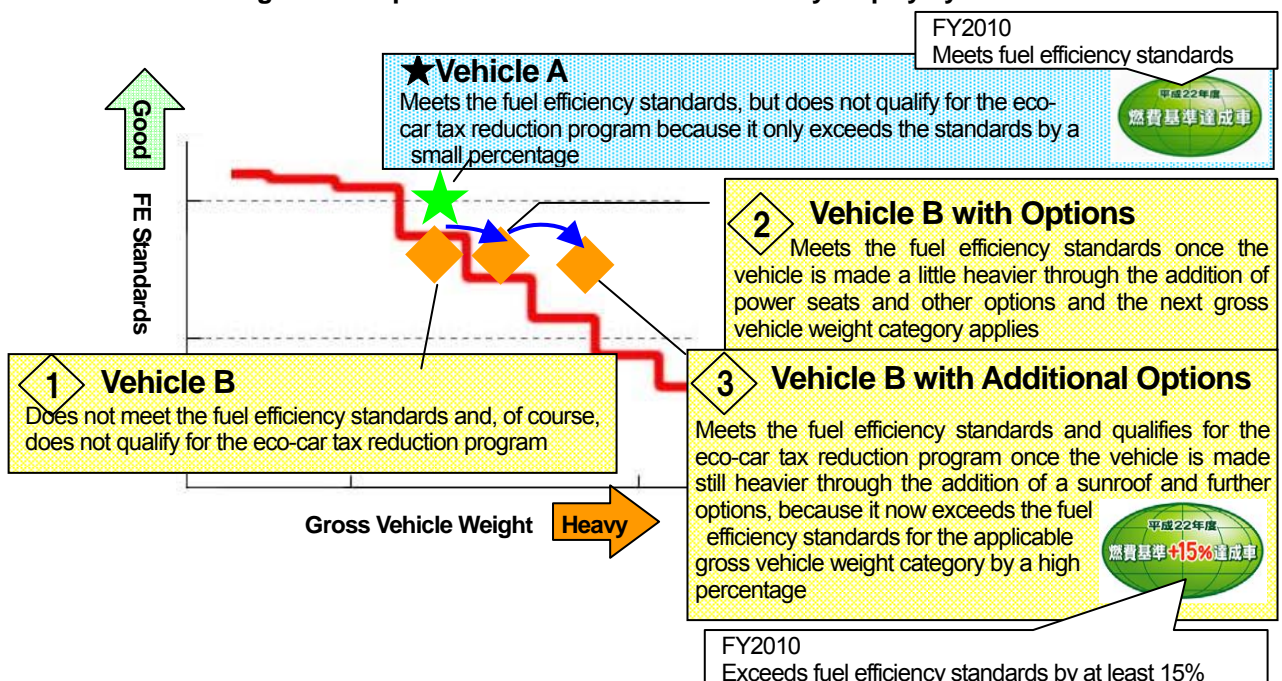 FY2010
Meets fuel efficiency standards
★Vehicle A
Meets the fuel efficiency standards, but does not qualify for the eco-
car tax reduction program because it only exceeds the standards by a
small percentage
平成22年度
燃費基準達成車
Good
FE Standards
2
Vehicle B with Options
Meets the fuel efficiency standards once the
vehicle is made a little heavier through the addition of
power seats and other options and the next gross
vehicle weight category applies
1
Vehicle B
Does not meet the fuel efficiency standards and, of course,
does not qualify for the eco-car tax reduction program
3
Vehicle B with Additional Options
Meets the fuel efficiency standards and qualifies for the
eco-car tax reduction program once the vehicle is made
still heavier through the addition of a sunroof and further
options, because it now exceeds the fuel
efficiency standards for the applicable
gross vehicle weight category by a high
percentage
平成22年度
燃費基準+15%達成車
Gross Vehicle Weight
Heavy
FY2010
Exceeds fuel efficiency standards by at least 15%